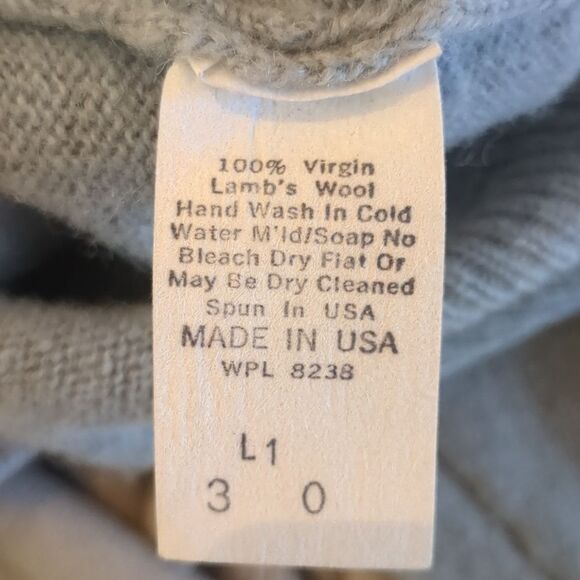 100% Virgin
Lamb's Wool
Hand Wash In Cold
Water M'ld/Soap No
Bleach Dry Flat Or
May Be Dry Cleaned
Spun In USA
MADE IN USA
WPL 8238
L1
3 0